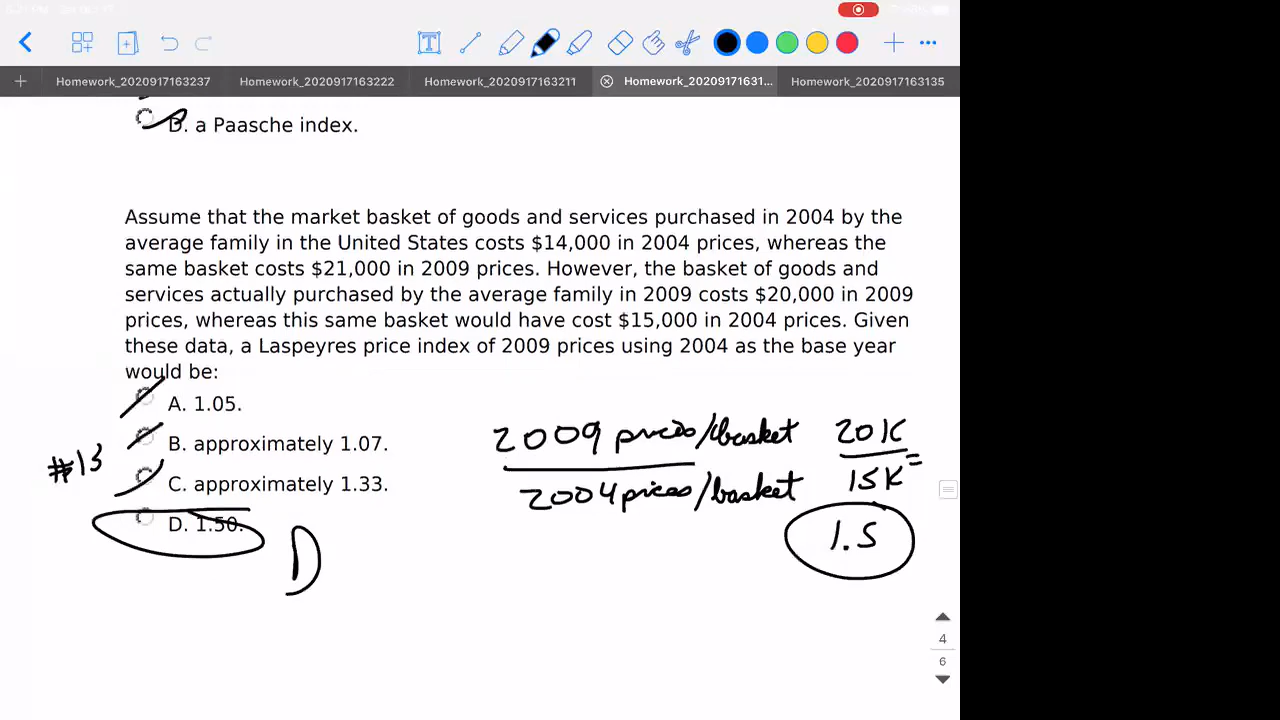 Homework_2020917163237 Homework_2020917163222 Homework_2020917163211 Homework_20209171631... Homework_2020917163135
D. a Paasche index.
Assume that the market basket of goods and services purchased in 2004 by the
average family in the United States costs $14,000 in 2004 prices, whereas the
same basket costs $21,000 in 2009 prices. However, the basket of goods and
services actually purchased by the average family in 2009 costs $20,000 in 2009
prices, whereas this same basket would have cost $15,000 in 2004 prices. Given
these data, a Laspeyres price index of 2009 prices using 2004 as the base year
would be:
A. 1.05.
B. approximately 1.07.
#13
C. approximately 1.33.
D. 1.50.
D
2009 prices/basket 20K
2004 prices/basket 15K =
1.5
4
6